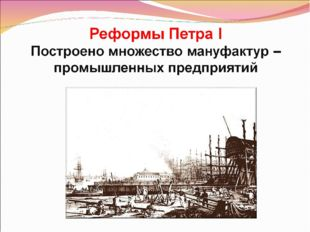 Реформы Петра I
Построено множество мануфактур –
промышленных предприятий